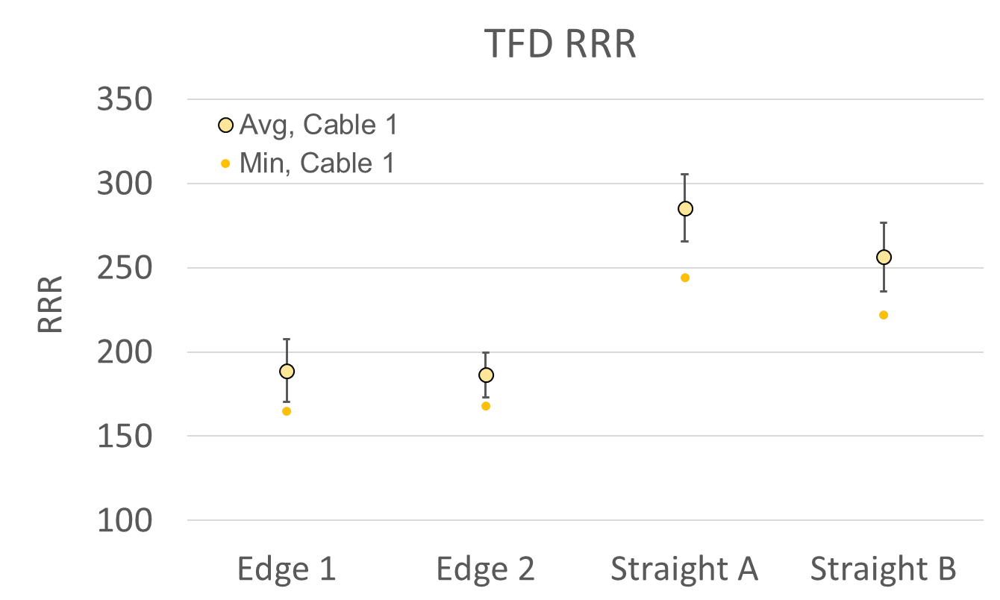 TFD RRR
350
Avg, Cable 1
Min, Cable 1
300
250
RRR
200
150
100
Edge 1 Edge 2 Straight A Straight B